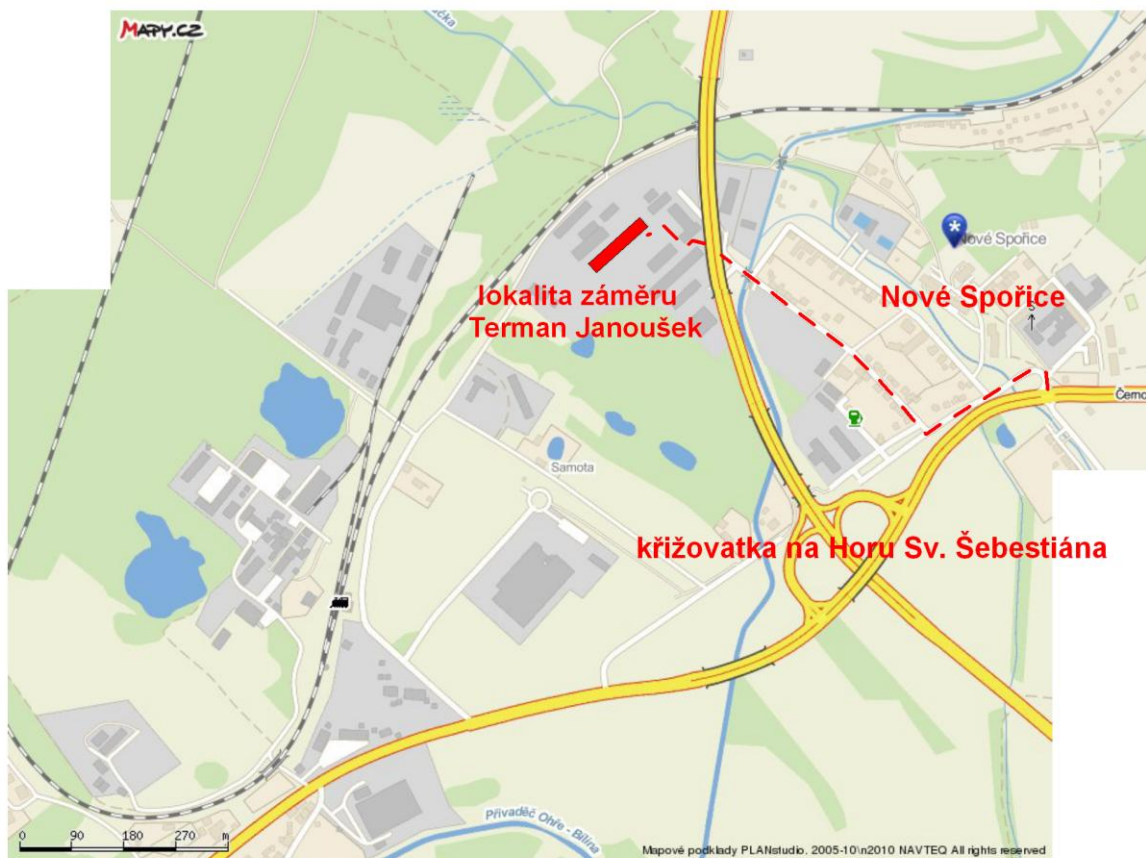 MAPY.CZ
Nové Spořice
lokalita záměru
Terman Janoušek
Nové Spořice
Samota
křižovatka na Horu Sv. Šebestiána
Přivaděč Ohře - Bílina
0 90 180 270 m
Mapové podklady PLANstudio. 2005-10\n2010 NAVTEQ All rights reserved